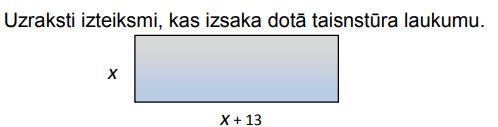 Uzraksti izteiksmi, kas izsaka dotā taisnstūra laukumu.
x
x + 13